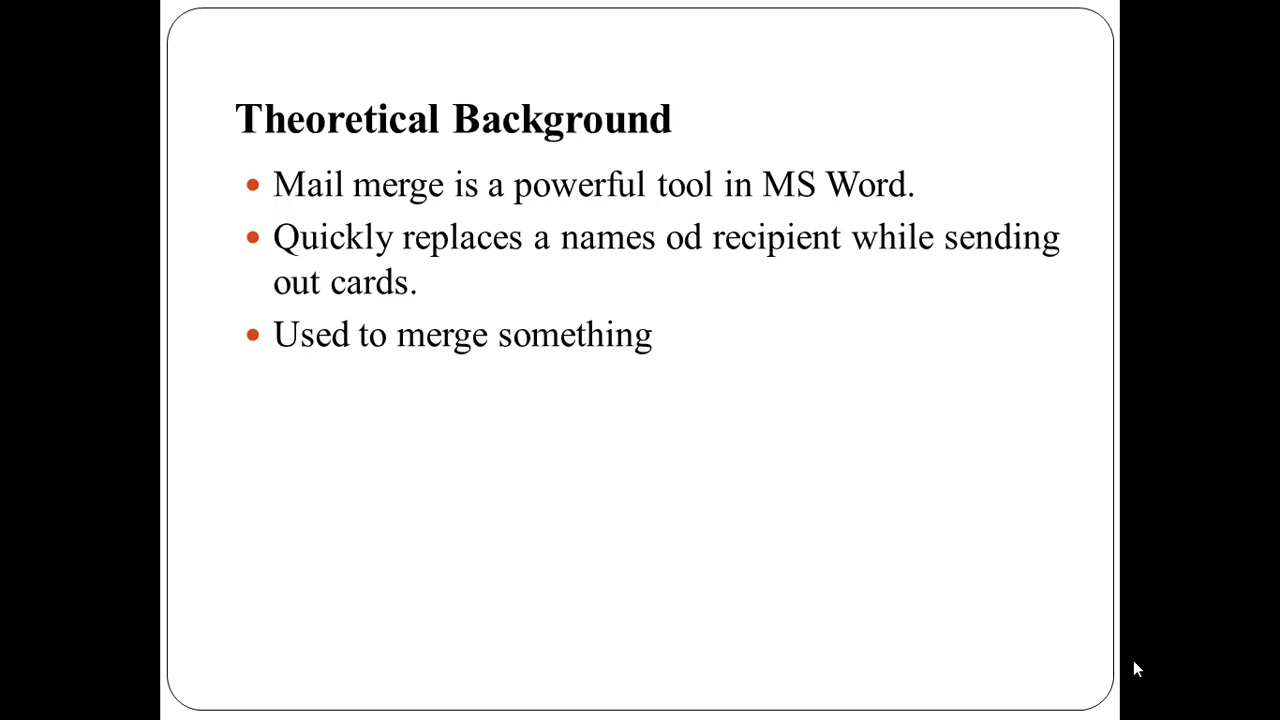 Theoretical Background
• Mail merge is a powerful tool in MS Word.
• Quickly replaces a names od recipient while sending
out cards.
• Used to merge something